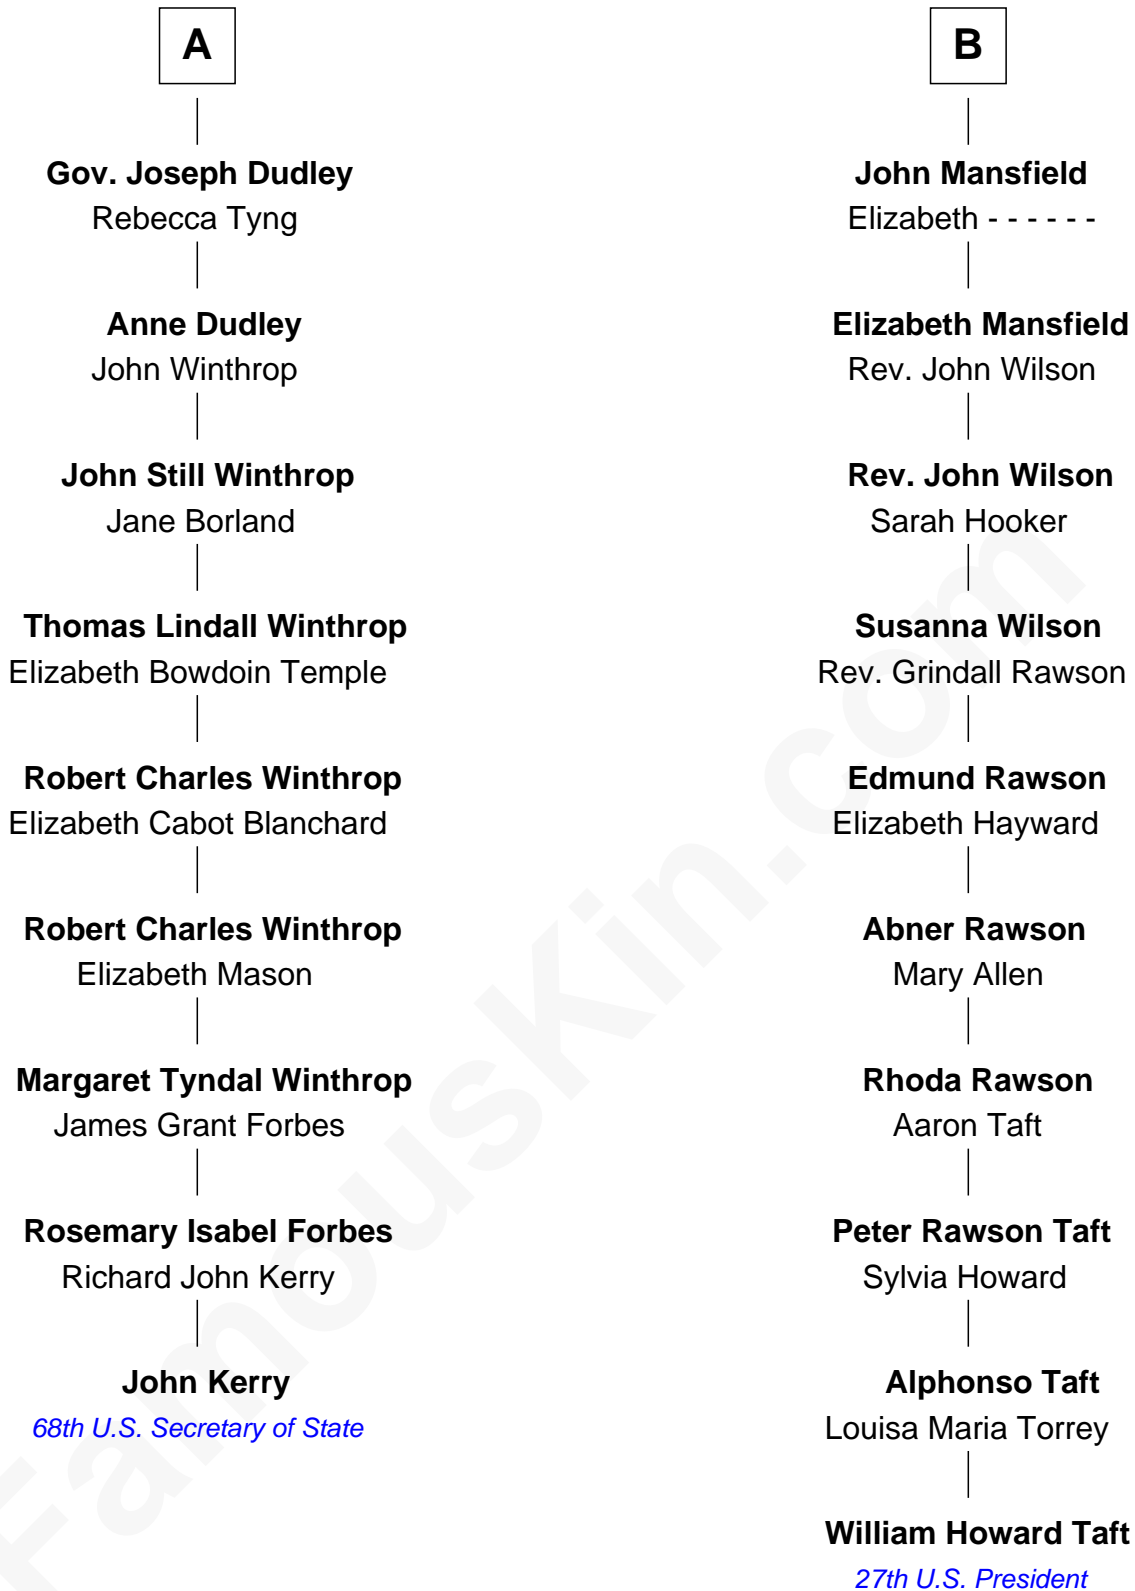 A
Gov. Joseph Dudley
Rebecca Tyng
Anne Dudley
John Winthrop
John Still Winthrop
Jane Borland
Thomas Lindall Winthrop
Elizabeth Bowdoin Temple
Robert Charles Winthrop
Elizabeth Cabot Blanchard
Robert Charles Winthrop
Elizabeth Mason
Margaret Tyndal Winthrop
James Grant Forbes
Rosemary Isabel Forbes
Richard John Kerry
John Kerry
68th U.S. Secretary of State
B
John Mansfield
Elizabeth - - - - - -
Elizabeth Mansfield
Rev. John Wilson
Rev. John Wilson
Sarah Hooker
Susanna Wilson
Rev. Grindall Rawson
Edmund Rawson
Elizabeth Hayward
Abner Rawson
Mary Allen
Rhoda Rawson
Aaron Taft
Peter Rawson Taft
Sylvia Howard
Alphonso Taft
Louisa Maria Torrey
William Howard Taft
27th U.S. President
FamousKin.com